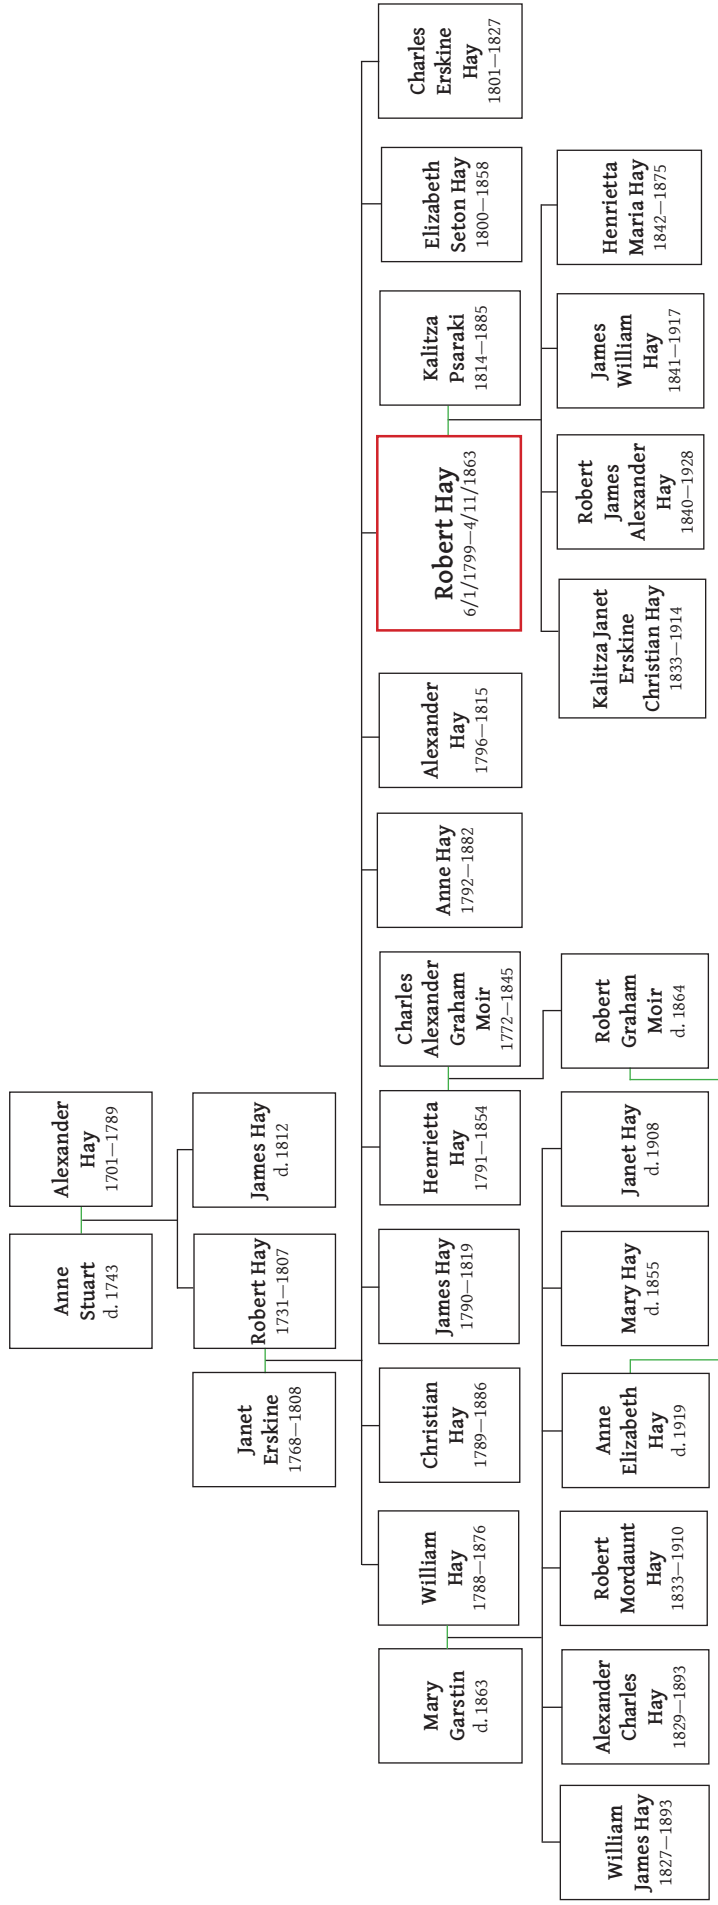 Anne
Stuart
d. 1743
Alexander
Hay
1701—1789
Janet
Erskine
1768—1808
Robert Hay
1731—1807
James Hay
d. 1812
Mary
Garstin
d. 1863
William
Hay
1788—1876
Christian
Hay
1789—1886
James Hay
1790—1819
Henrietta
Hay
1791—1854
Charles
Alexander
Graham
Moir
1772—1845
Anne Hay
1792—1882
Alexander
Hay
1796—1815
Robert Hay
6/1/1799—4/11/1863
Kalitza
Psaraki
1814—1885
Elizabeth
Seton Hay
1800—1858
Charles
Erskine
Hay
1801—1827
William
James Hay
1827—1893
Alexander
Charles
Hay
1829—1893
Robert
Mordaunt
Hay
1833—1910
Anne
Elizabeth
Hay
d. 1919
Mary Hay
d. 1855
Janet Hay
d. 1908
Robert
Graham
Moir
d. 1864
Kalitza Janet
Erskine
Christian Hay
1833—1914
Robert
James
Alexander
Hay
1840—1928
James
William
Hay
1841—1917
Henrietta
Maria Hay
1842—1875